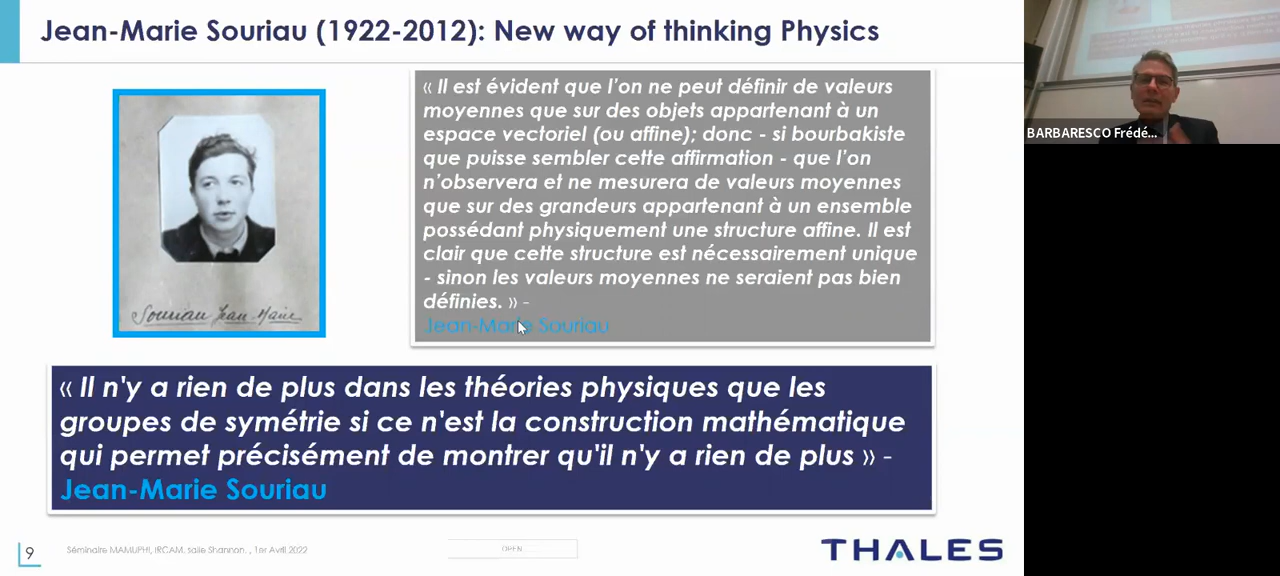 Jean-Marie Souriau (1922-2012): New way of thinking Physics
« Il est évident que l'on ne peut définir de valeurs
moyennes que sur des objets appartenant à un
espace vectoriel (ou affine); donc - si bourbakiste
que puisse sembler cette affirmation - que l'on
n'observera et ne mesurera de valeurs moyennes
que sur des grandeurs appartenant à un ensemble
possédant physiquement une structure affine. Il est
clair que cette structure est nécessairement unique
- sinon les valeurs moyennes ne seraient pas bien
définies. » -
Jean-Marie Souriau
Souriau Jean-Marie
« Il n'y a rien de plus dans les théories physiques que les
groupes de symétrie si ce n'est la construction mathématique
qui permet précisément de montrer qu'il n'y a rien de plus » -
Jean-Marie Souriau
9
Séminaire MAMUPHI, IRCAM, salle Shannon, , 1er Avril 2022
OPEN
THALES
BARBARESCO Frédé...